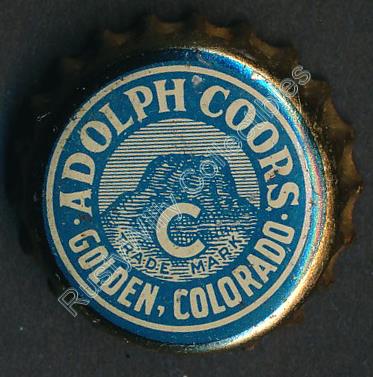 ADOLPH COORS
C
TRADE MARK
GOLDEN, COLORADO